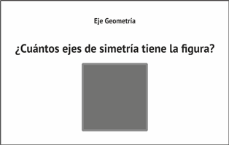 Eje Geometría
¿Cuántos ejes de simetría tiene la figura?